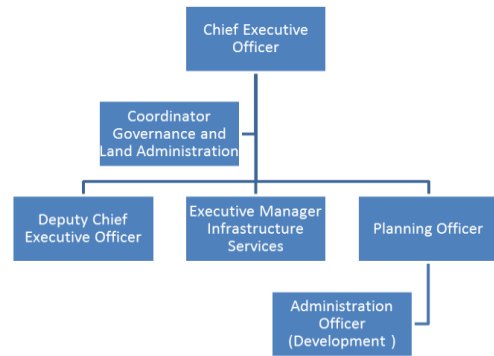 Chief Executive
Officer
Coordinator
Governance and
Land Administration
Deputy Chief
Executive Officer
Executive Manager
Infrastructure
Services
Planning Officer
Administration
Officer
(Development )